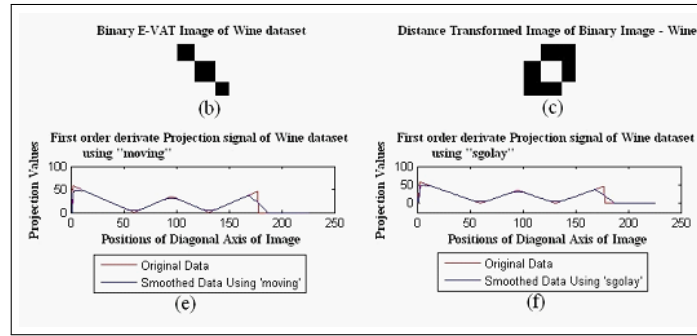 Binary E-VAT Image of Wine dataset
Distance Transformed Image of Binary Image - Wine
(b)
(c)
First order derivate Projection signal of Wine dataset
using "moving"
First order derivate Projection signal of Wine dataset
using "sgolay"
Projection Values
100
50
0
0 50 100 150 200 250
Positions of Diagonal Axis of Image
Original Data
Smoothed Data Using 'moving'
(e)
Projection Values
100
50
0
0 50 100 150 200 250
Positions of Diagonal Axis of Image
Original Data
Smoothed Data Using 'sgolay'
(f)